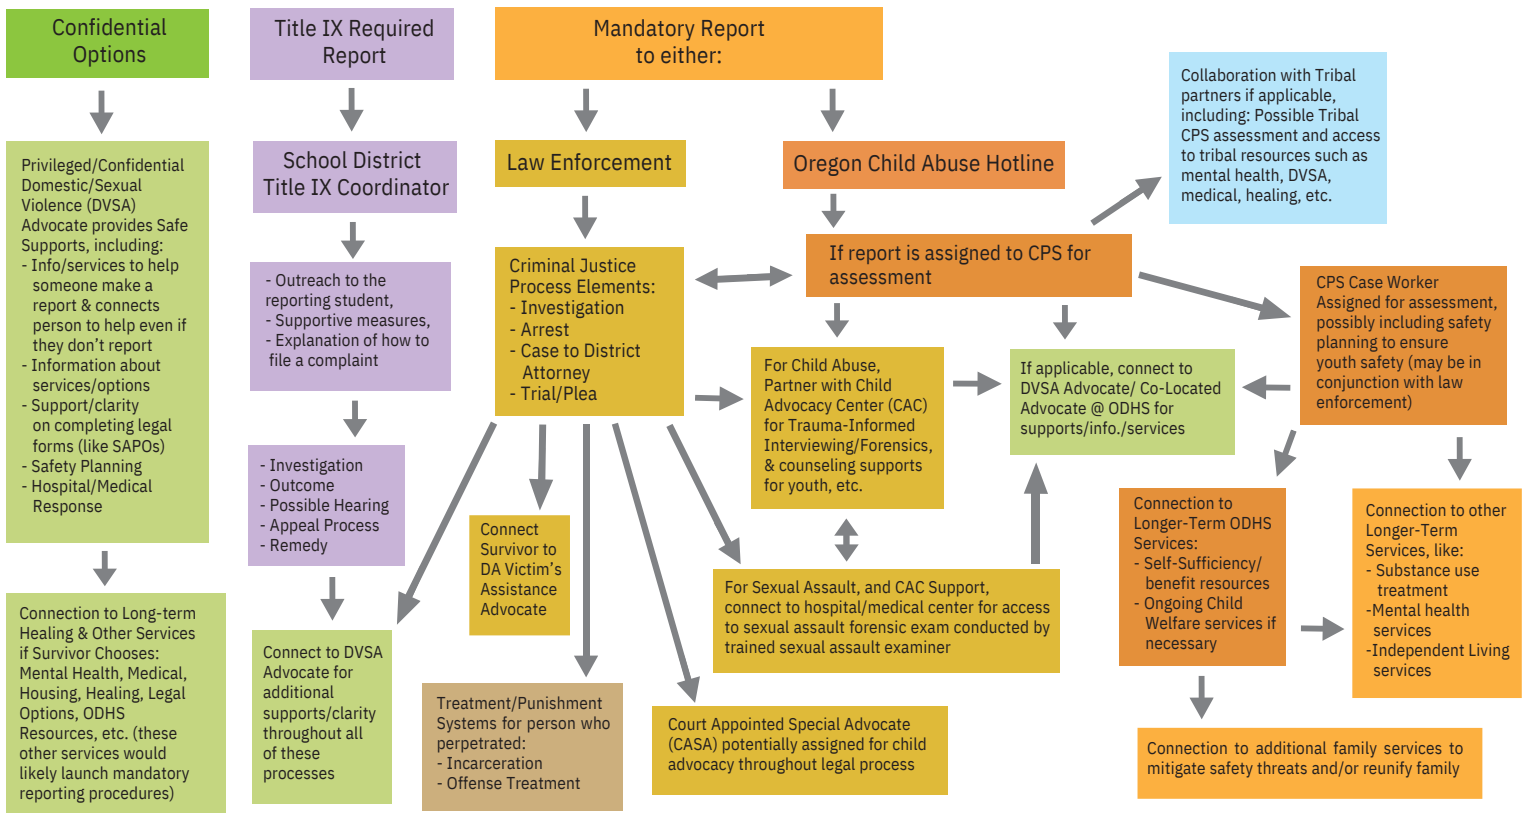 Confidential
Options
Privileged/Confidential
Domestic/Sexual
Violence (DVSA)
Advocate provides Safe
Supports, including:
- Info/services to help
someone make a
report & connects
person to help even if
they don’t report
- Information about
services/options
- Support/clarity
on completing legal
forms (like SAPOs)
- Safety Planning
- Hospital/Medical
Response
Connection to Long-term
Healing & Other Services
if Survivor Chooses:
Mental Health, Medical,
Housing, Healing, Legal
Options, ODHS
Resources, etc. (these
other services would
likely launch mandatory
reporting procedures)
Title IX Required
Report
School District
Title IX Coordinator
- Outreach to the
reporting student,
- Supportive measures,
- Explanation of how to
file a complaint
- Investigation
- Outcome
- Possible Hearing
- Appeal Process
- Remedy
Connect to DVSA
Advocate for
additional
supports/clarity
throughout all
of these
processes
Mandatory Report
to either:
Law Enforcement
Criminal Justice
Process Elements:
- Investigation
- Arrest
- Case to District
Attorney
- Trial/Plea
Connect
Survivor to
DA Victim’s
Assistance
Advocate
Treatment/Punishment
Systems for person who
perpetrated:
- Incarceration
- Offense Treatment
Oregon Child Abuse Hotline
If report is assigned to CPS for
assessment
For Child Abuse,
Partner with Child
Advocacy Center (CAC)
for Trauma-Informed
Interviewing/Forensics,
& counseling supports
for youth, etc.
For Sexual Assault, and CAC Support,
connect to hospital/medical center for access
to sexual assault forensic exam conducted by
trained sexual assault examiner
Court Appointed Special Advocate
(CASA) potentially assigned for child
advocacy throughout legal process
If applicable, connect to
DVSA Advocate/ Co-Located
Advocate @ ODHS for
supports/info./services
Collaboration with Tribal
partners if applicable,
including: Possible Tribal
CPS assessment and access
to tribal resources such as
mental health, DVSA,
medical, healing, etc.
CPS Case Worker
Assigned for assessment,
possibly including safety
planning to ensure
youth safety (may be in
conjunction with law
enforcement)
Connection to
Longer-Term ODHS
Services:
- Self-Sufficiency/
benefit resources
- Ongoing Child
Welfare services if
necessary
Connection to other
Longer-Term
Services, like:
- Substance use
treatment
-Mental health
services
-Independent Living
services
Connection to additional family services to
mitigate safety threats and/or reunify family